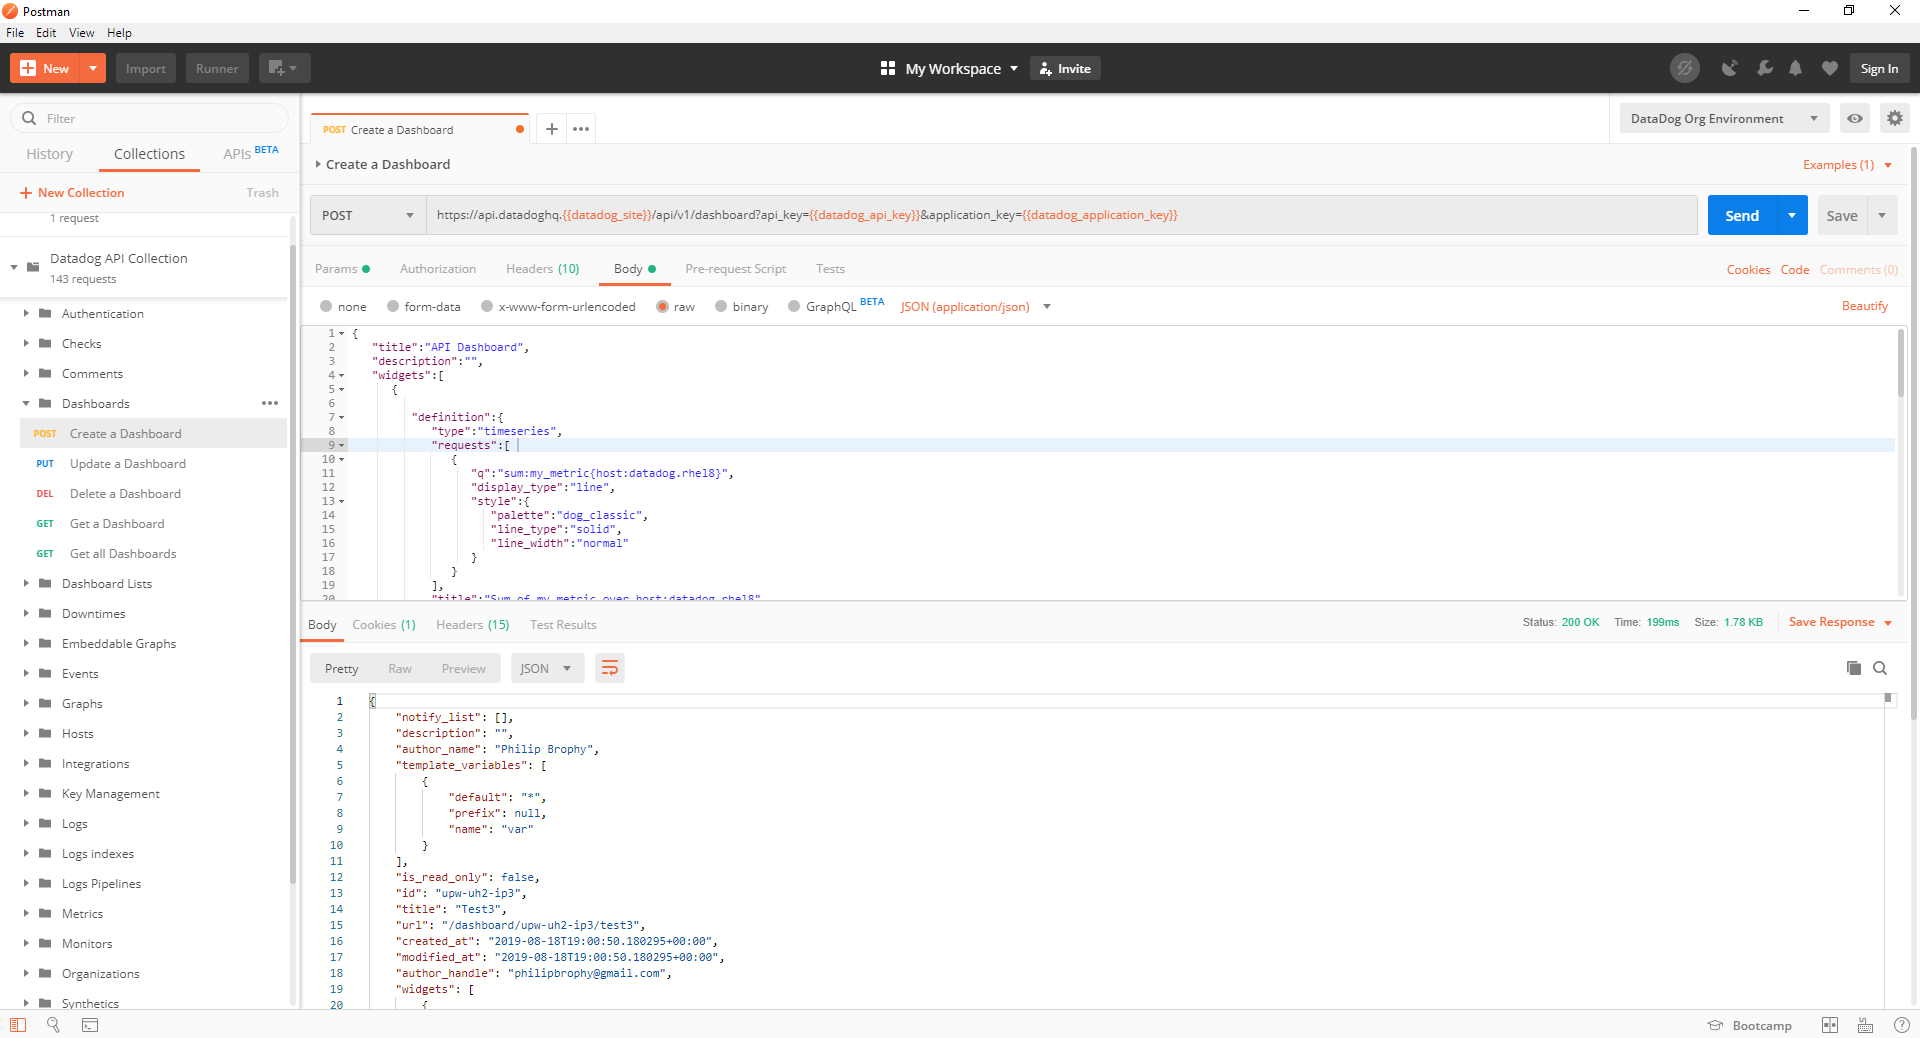 Postman
File Edit View Help
New Import Runner My Workspace Invite Sign In
Filter
History Collections APIs BETA
New Collection Trash
1 request
Datadog API Collection
143 requests
Authentication
Checks
Comments
Dashboards
POST Create a Dashboard
PUT Update a Dashboard
DEL Delete a Dashboard
GET Get a Dashboard
GET Get all Dashboards
Dashboard Lists
Downtimes
Embeddable Graphs
Events
Graphs
Hosts
Integrations
Key Management
Logs
Logs indexes
Logs Pipelines
Metrics
Monitors
Organizations
Synthetics
POST Create a Dashboard
DataDog Org Environment
Create a Dashboard
Examples (1)
POST https://api.datadoghq.{{datadog_site}}/api/v1/dashboard?api_key={{datadog_api_key}}&application_key={{datadog_application_key}} Send Save
Params Authorization Headers (10) Body Pre-request Script Tests Cookies Code Comments (0)
none form-data x-www-form-urlencoded raw binary GraphQL BETA JSON (application/json) Beautify
1 {
2 "title":"API Dashboard",
3 "description":"",
4 "widgets":[
5 {
6
7 "definition":{
8 "type":"timeseries",
9 "requests":[
10 {
11 "q":"sum:my_metric{host:datadog.rhel8}",
12 "display_type":"line",
13 "style":{
14 "palette":"dog_classic",
15 "line_type":"solid",
16 "line_width":"normal"
17 }
18 }
19 ],
20 "title":"Sum of my_metric over host:datadog.rhel8"
Body Cookies (1) Headers (15) Test Results Status: 200 OK Time: 199ms Size: 1.78 KB Save Response
Pretty Raw Preview JSON
1 {
2 "notify_list": [],
3 "description": "",
4 "author_name": "Philip Brophy",
5 "template_variables": [
6 {
7 "default": "*",
8 "prefix": null,
9 "name": "var"
10 }
11 ],
12 "is_read_only": false,
13 "id": "upw-uh2-ip3",
14 "title": "Test3",
15 "url": "/dashboard/upw-uh2-ip3/test3",
16 "created_at": "2019-08-18T19:00:50.180295+00:00",
17 "modified_at": "2019-08-18T19:00:50.180295+00:00",
18 "author_handle": "philipbrophy@gmail.com",
19 "widgets": [
20 {
Bootcamp